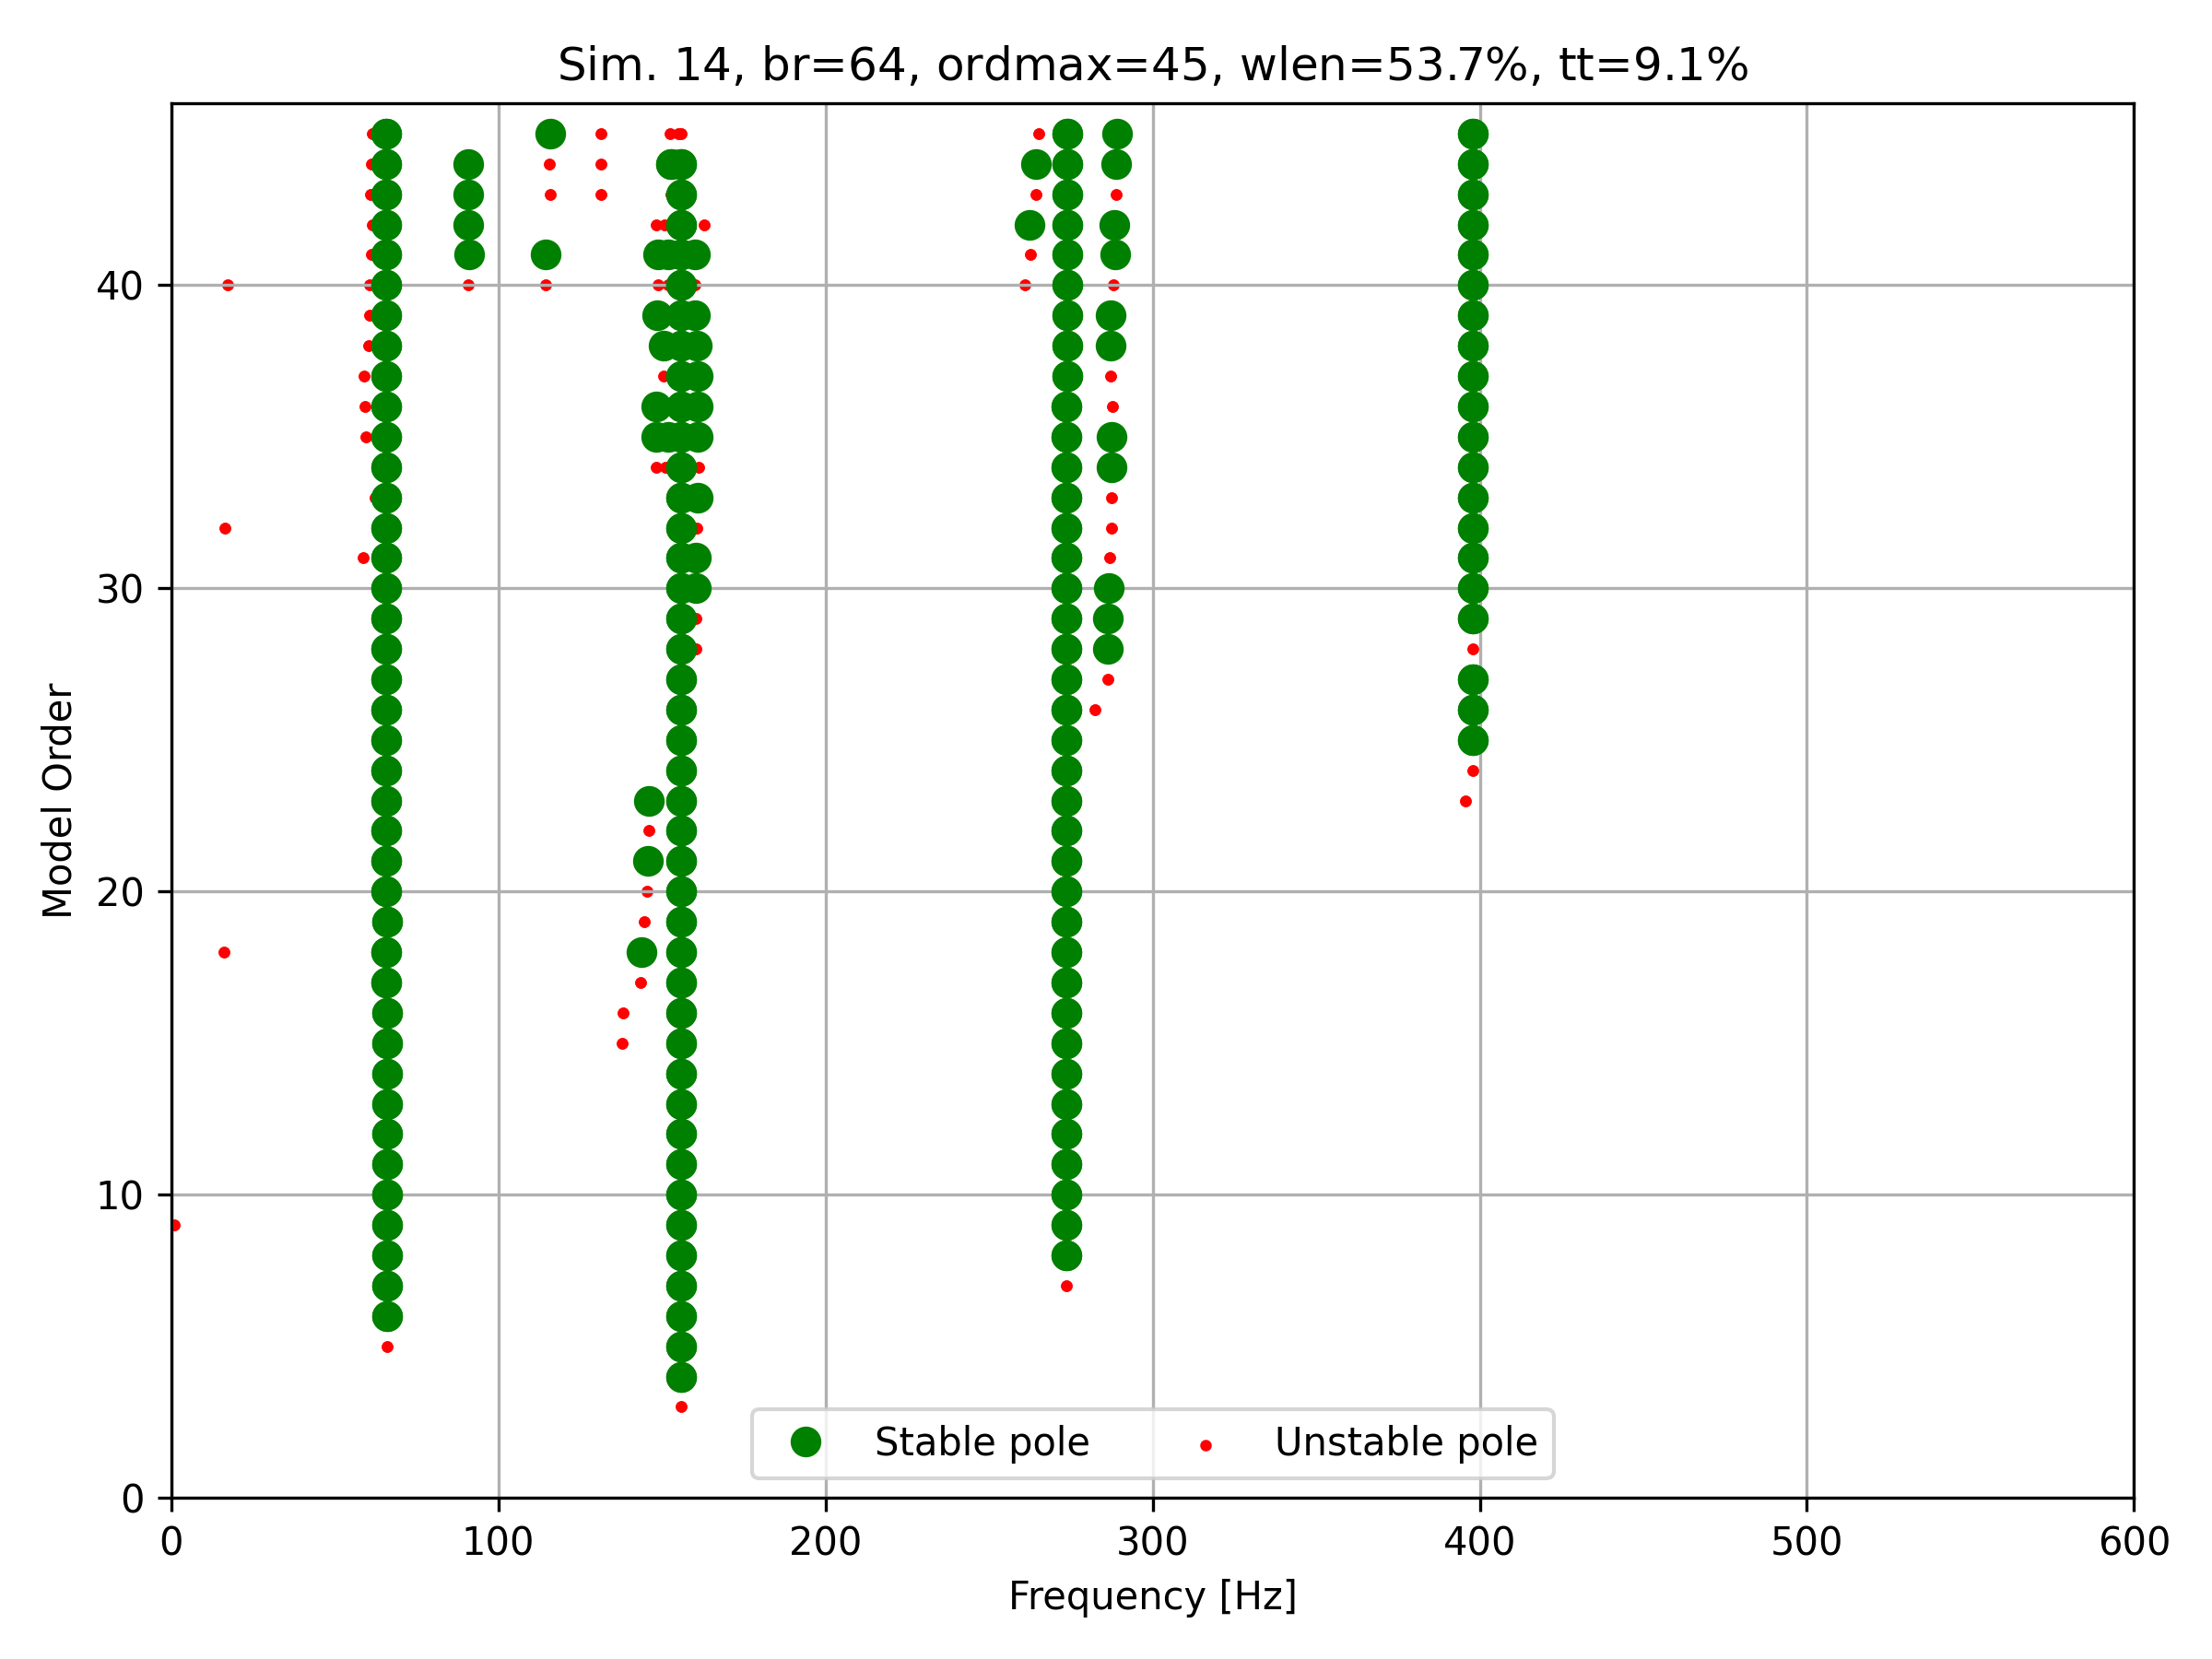 Sim. 14, br=64, ordmax=45, wlen=53.7%, tt=9.1%
Model Order
40
30
20
10
0
Stable pole
Unstable pole
0 100 200 300 400 500 600
Frequency [Hz]